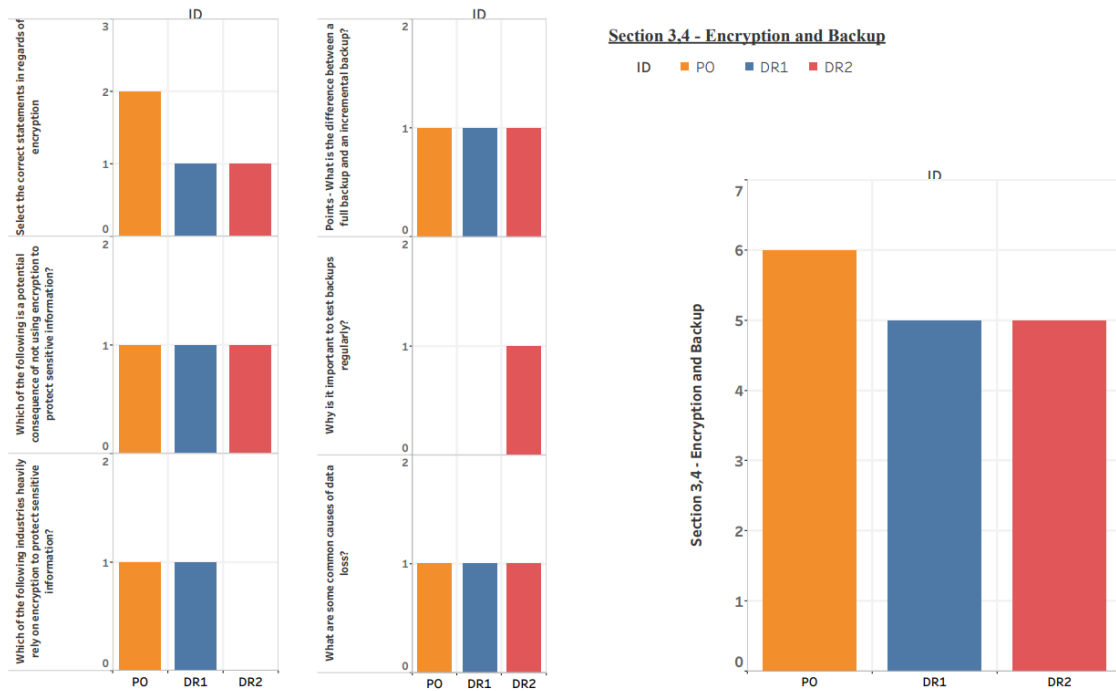 ID
3
2
1
0
Select the correct statements in regards of
encryption
2
1
0
Which of the following is a potential
consequence of not using encryption to
protect sensitive information?
2
1
0
Which of the following industries heavily
rely on encryption to protect sensitive
information?
PO
DR1
DR2
ID
2
1
0
Points - What is the difference between a
full backup and an incremental backup?
2
1
0
Why is it important to test backups
regularly?
2
1
0
What are some common causes of data
loss?
PO
DR1
DR2
Section 3,4 - Encryption and Backup
ID PO DR1 DR2
ID
7
6
5
4
3
2
1
0
Section 3,4 - Encryption and Backup
PO
DR1
DR2